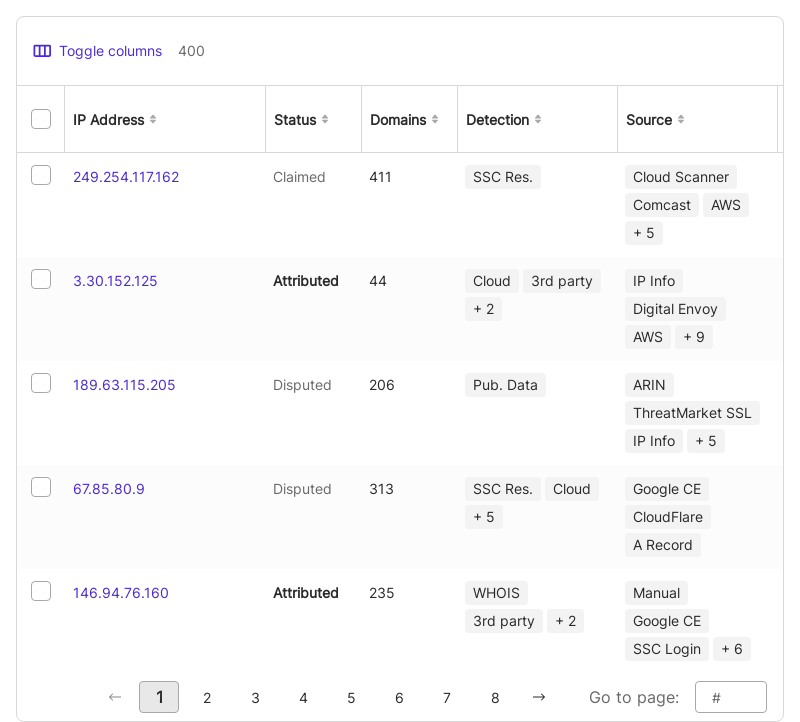 Toggle columns 400
IP Address Status Domains Detection Source
249.254.117.162 Claimed 411 SSC Res. Cloud Scanner
Comcast AWS
+ 5
3.30.152.125 Attributed 44 Cloud 3rd party IP Info
+ 2 Digital Envoy
AWS + 9
189.63.115.205 Disputed 206 Pub. Data ARIN
ThreatMarket SSL
IP Info + 5
67.85.80.9 Disputed 313 SSC Res. Cloud Google CE
+ 5 CloudFlare
A Record
146.94.76.160 Attributed 235 WHOIS Manual
3rd party + 2 Google CE
SSC Login + 6
← 1 2 3 4 5 6 7 8 → Go to page: #